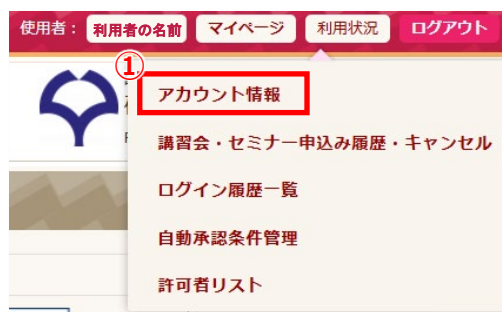 使用者： 利用者の名前 マイページ 利用状況 ログアウト
①
アカウント情報
講習会・セミナー申込み履歴・キャンセル
ログイン履歴一覧
自動承認条件管理
許可者リスト